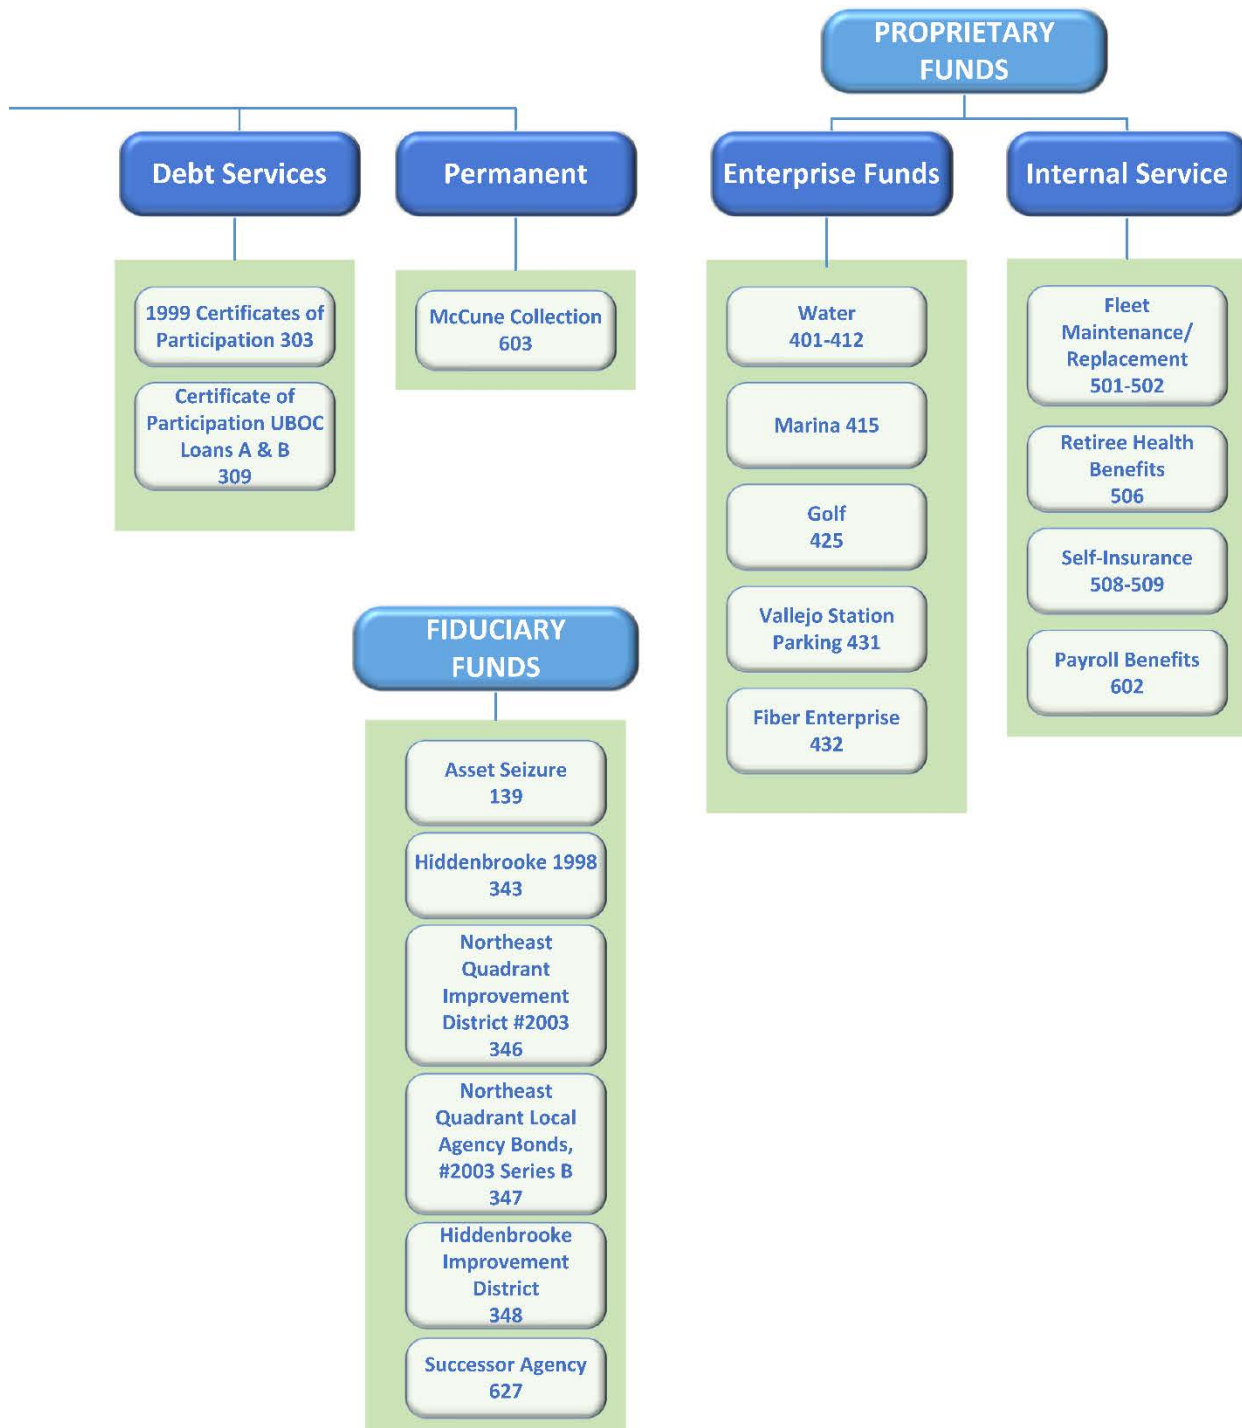 PROPRIETARY
FUNDS
Debt Services
1999 Certificates of
Participation 303
Certificate of
Participation UBOC
Loans A & B
309
Permanent
McCune Collection
603
Enterprise Funds
Water
401-412
Marina 415
Golf
425
Vallejo Station
Parking 431
Fiber Enterprise
432
Internal Service
Fleet
Maintenance/
Replacement
501-502
Retiree Health
Benefits
506
Self-Insurance
508-509
Payroll Benefits
602
FIDUCIARY
FUNDS
Asset Seizure
139
Hiddenbrooke 1998
343
Northeast
Quadrant
Improvement
District #2003
346
Northeast
Quadrant Local
Agency Bonds,
#2003 Series B
347
Hiddenbrooke
Improvement
District
348
Successor Agency
627